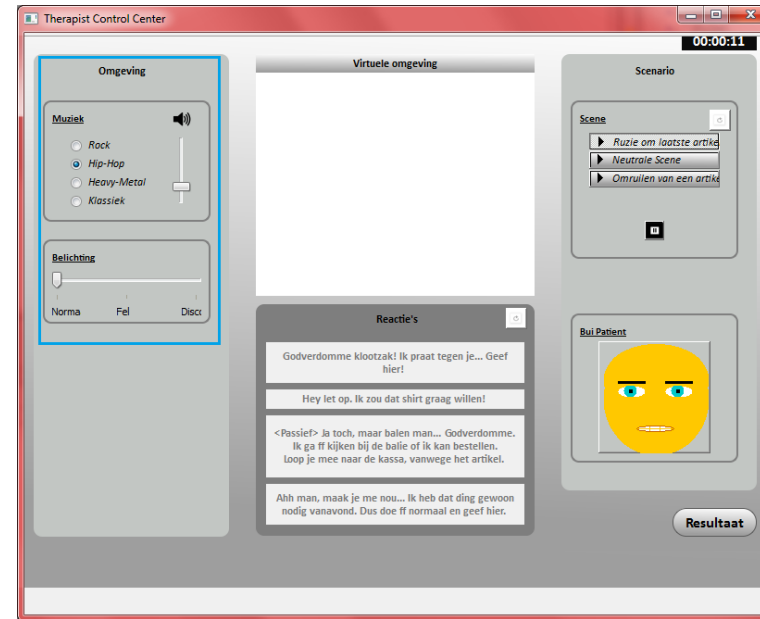 Therapist Control Center
00:00:11
Omgeving
Muziek
Rock
Hip-Hop
Heavy-Metal
Klassiek
Belichting
Norma Fel Disco
Virtuele omgeving
Reactie's
Godverdomme klootzak! Ik praat tegen je... Geef
hier!
Hey let op. Ik zou dat shirt graag willen!
<Passief> Ja toch, maar balen man... Godverdomme.
Ik ga ff kijken bij de balie of ik kan bestellen.
Loop je mee naar de kassa, vanwege het artikel.
Ahh man, maak je me nou... Ik heb dat ding gewoon
nodig vanavond. Dus doe ff normaal en geef hier.
Scenario
Scene
Ruzie om laatste artike
Neutrale Scene
Omruilen van een artike
Bui Patient
Resultaat